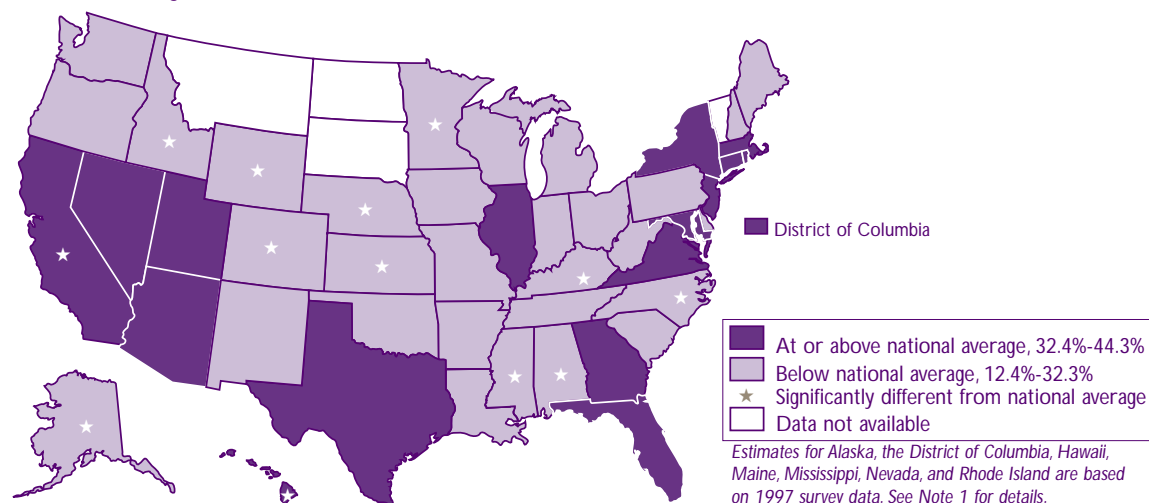 District of Columbia
At or above national average, 32.4%-44.3%
Below national average, 12.4%-32.3%
Significantly different from national average
Data not available
Estimates for Alaska, the District of Columbia, Hawaii,
Maine, Mississippi, Nevada, and Rhode Island are based
on 1997 survey data. See Note 1 for details.